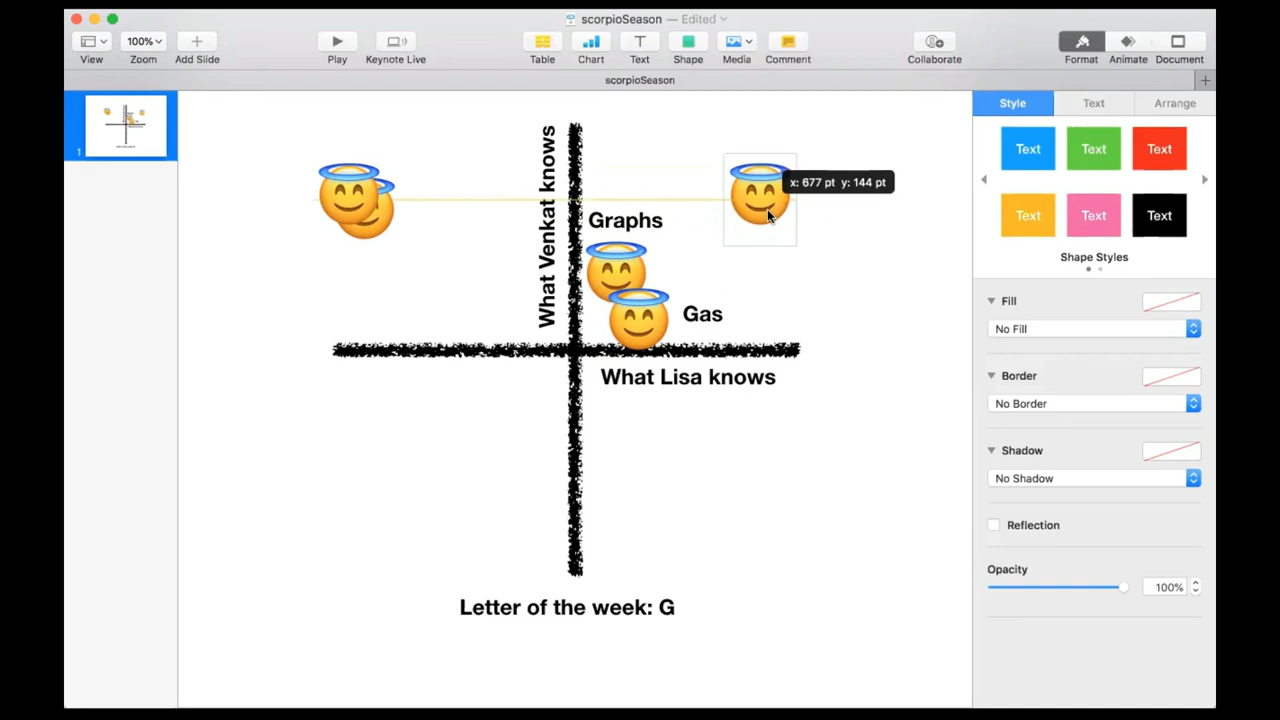 scorpioSeason — Edited
100%
View Zoom Add Slide Play Keynote Live Table Chart Text Shape Media Comment Collaborate Format Animate Document
scorpioSeason
1
What Venkat knows
Graphs
Gas
What Lisa knows
Letter of the week: G
x: 677 pt y: 144 pt
Style Text Arrange
Text Text Text
Text Text Text
Shape Styles
Fill
No Fill
Border
No Border
Shadow
No Shadow
Reflection
Opacity
100%